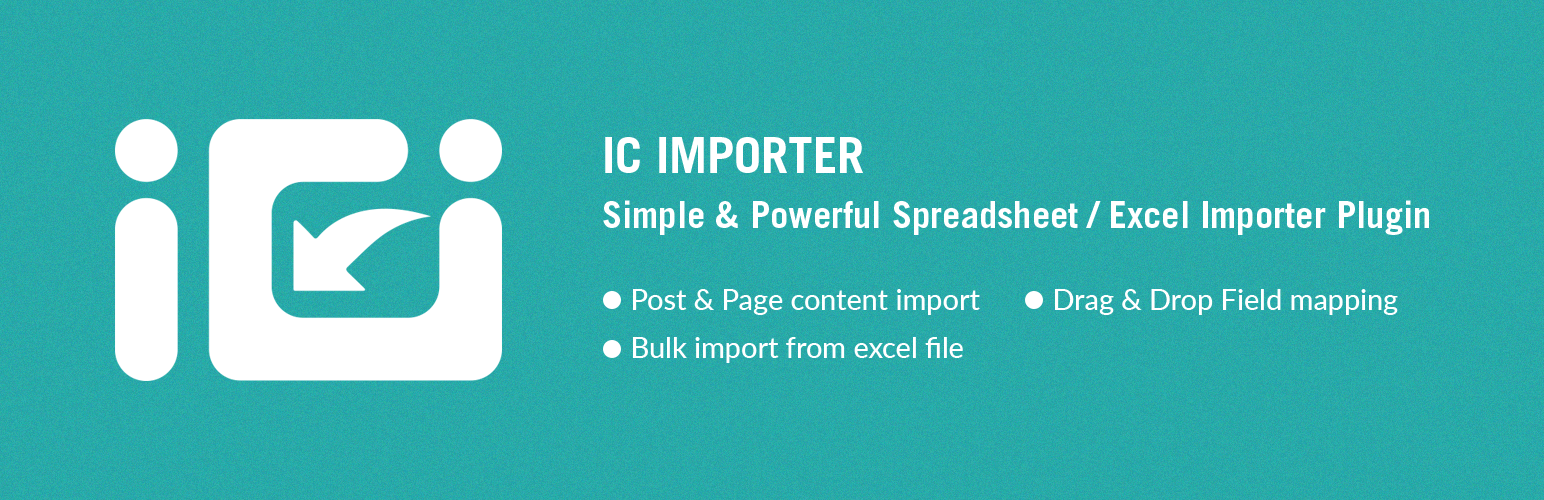 IC IMPORTER
Simple & Powerful Spreadsheet / Excel Importer Plugin
● Post & Page content import ● Drag & Drop Field mapping
● Bulk import from excel file